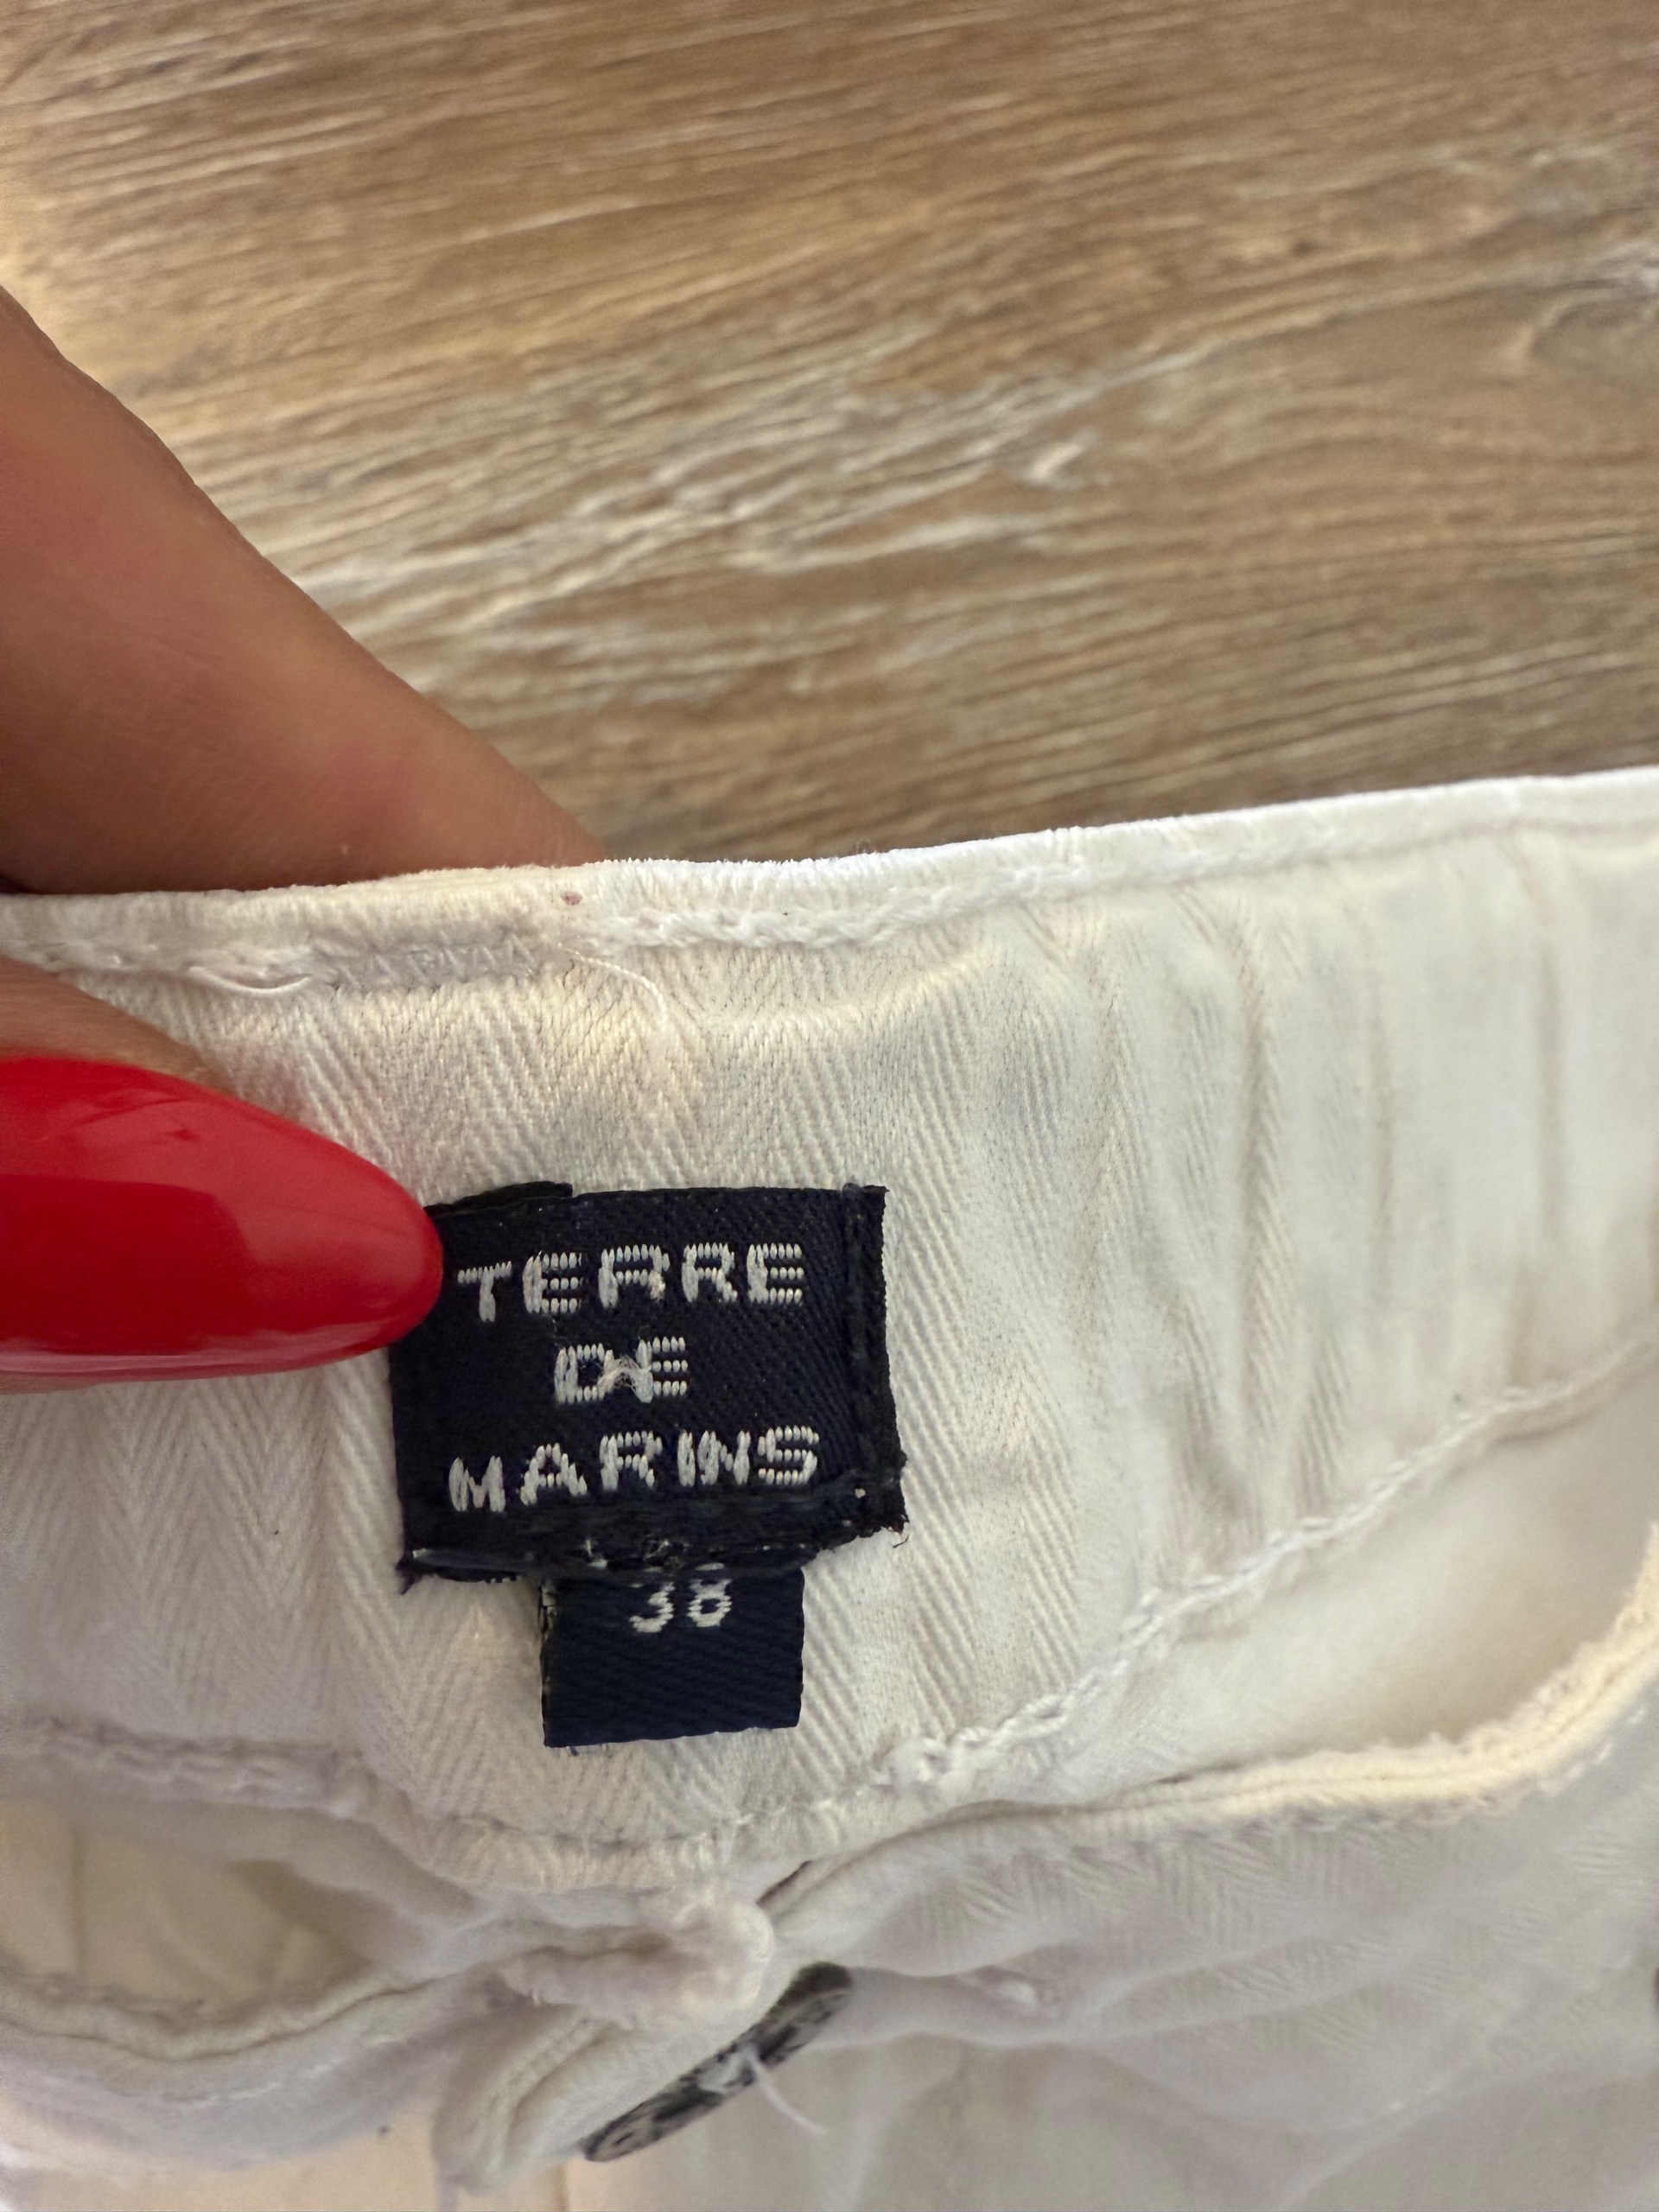 TERRE
DE
MARINS
38